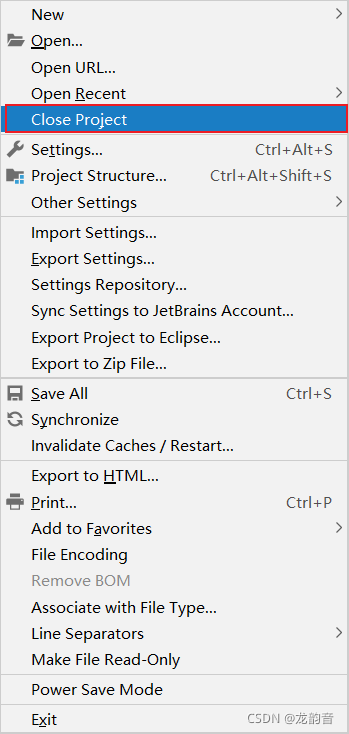 New
Open...
Open URL...
Open Recent
Close Project
Settings... Ctrl+Alt+S
Project Structure... Ctrl+Alt+Shift+S
Other Settings
Import Settings...
Export Settings...
Settings Repository...
Sync Settings to JetBrains Account...
Export Project to Eclipse...
Export to Zip File...
Save All Ctrl+S
Synchronize
Invalidate Caches / Restart...
Export to HTML...
Print... Ctrl+P
Add to Favorites
File Encoding
Remove BOM
Associate with File Type...
Line Separators
Make File Read-Only
Power Save Mode
Exit
CSDN @龙韵音